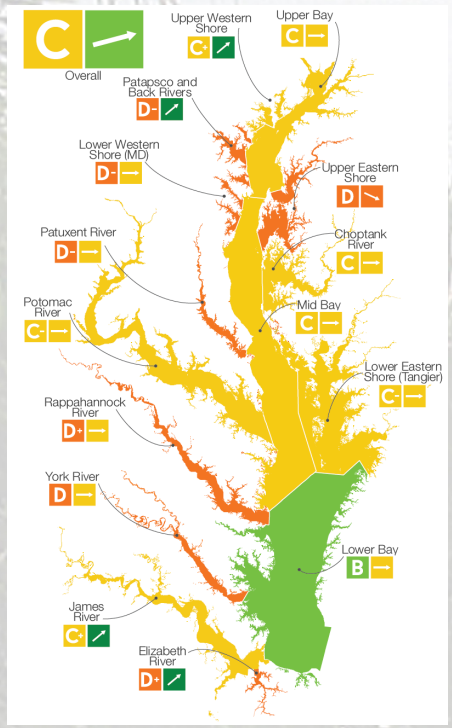 C
Overall
Upper Western
Shore
C+
Upper Bay
C
Patapsco and
Back Rivers
D-
Lower Western
Shore (MD)
D-
Upper Eastern
Shore
D
Patuxent River
D-
Choptank
River
C
Potomac
River
C-
Mid Bay
C
Lower Eastern
Shore (Tangier)
C-
Rappahannock
River
D+
York River
D
Lower Bay
B
James
River
C+
Elizabeth
River
D+